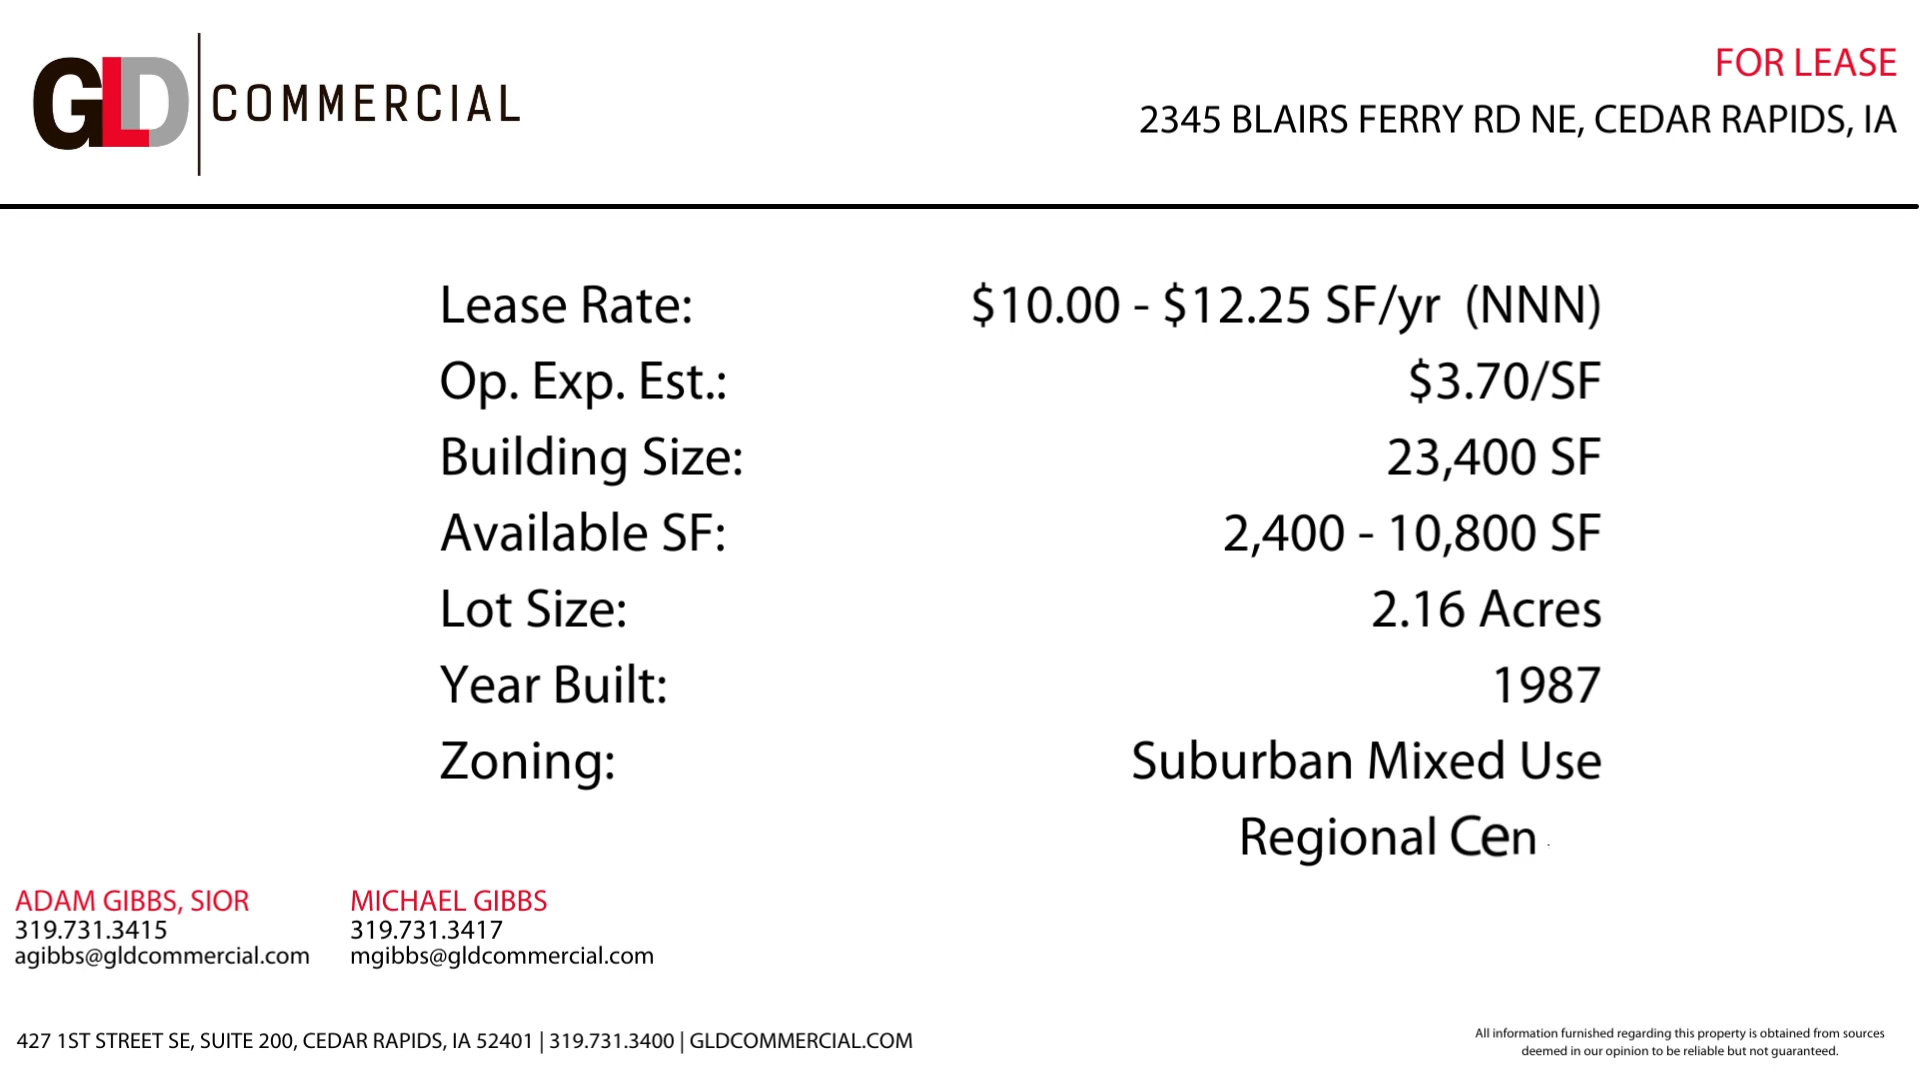 GLD COMMERCIAL
FOR LEASE
2345 BLAIRS FERRY RD NE, CEDAR RAPIDS, IA
Lease Rate: $10.00 - $12.25 SF/yr (NNN)
Op. Exp. Est.: $3.70/SF
Building Size: 23,400 SF
Available SF: 2,400 - 10,800 SF
Lot Size: 2.16 Acres
Year Built: 1987
Zoning: Suburban Mixed Use
Regional Cen
ADAM GIBBS, SIOR
319.731.3415
agibbs@gldcommercial.com
MICHAEL GIBBS
319.731.3417
mgibbs@gldcommercial.com
427 1ST STREET SE, SUITE 200, CEDAR RAPIDS, IA 52401 | 319.731.3400 | GLDCOMMERCIAL.COM
All information furnished regarding this property is obtained from sources
deemed in our opinion to be reliable but not guaranteed.